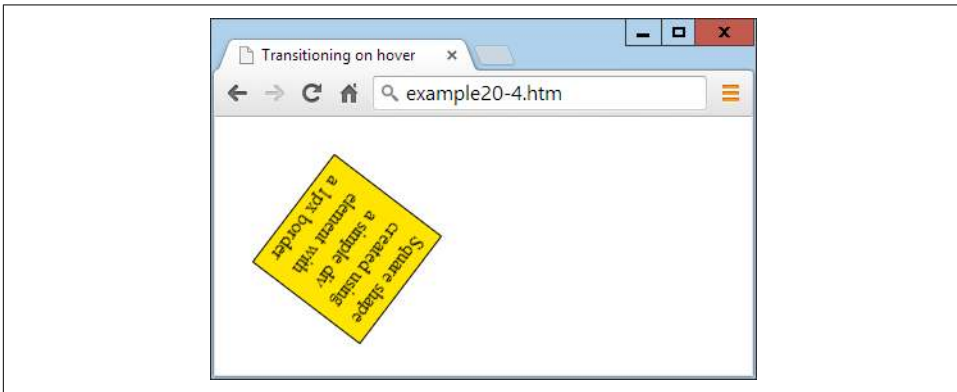 Transitioning on hover
example20-4.htm
Square shape
created using
a simple div
element with
a 1px border